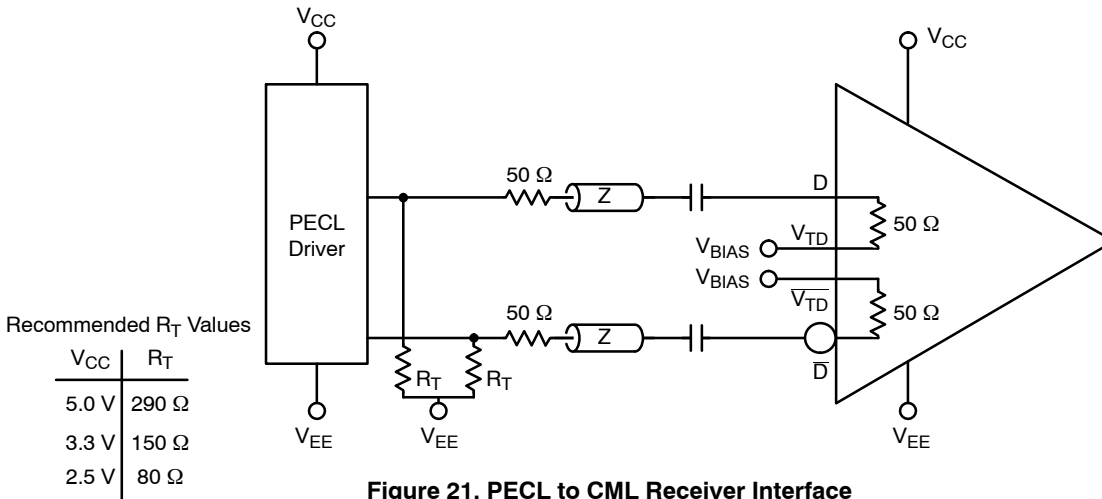 V_CC
V_CC
50 Ω
Z
D
PECL
Driver
50 Ω
V_BIAS
V_TD
V_BIAS
V̅_T̅D̅
50 Ω
50 Ω
Z
D̅
R_T
R_T
V_EE
V_EE
V_EE
Recommended R_T Values
V_CC R_T
5.0 V 290 Ω
3.3 V 150 Ω
2.5 V 80 Ω
Figure 21. PECL to CML Receiver Interface